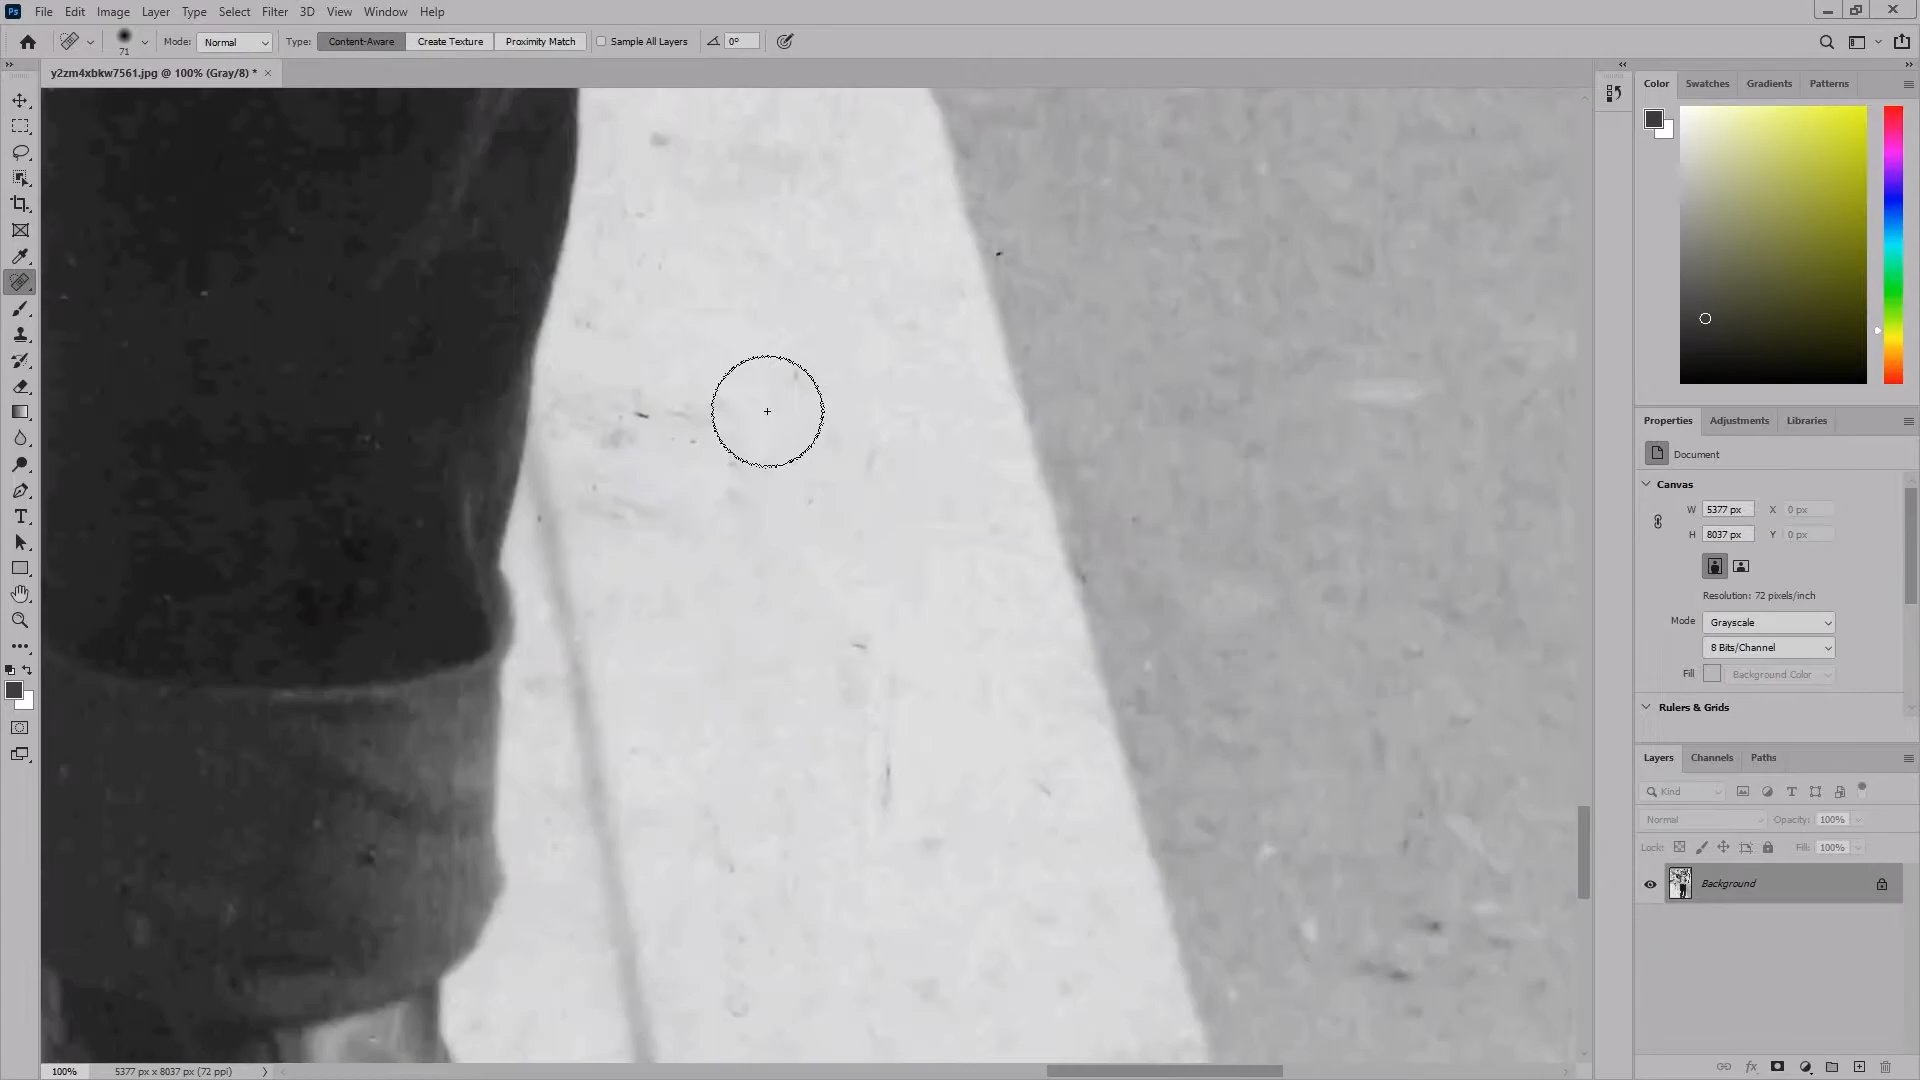 Ps File Edit Image Layer Type Select Filter 3D View Window Help
71 Mode: Normal Type: Content-Aware Create Texture Proximity Match Sample All Layers 0°
y2zm4xbkw7561.jpg @ 100% (Gray/8) * ×
Color Swatches Gradients Patterns
Properties Adjustments Libraries
Document
Canvas
W 5377 px X 0 px
H 8037 px Y 0 px
Resolution: 72 pixels/inch
Mode Grayscale
8 Bits/Channel
Fill Background Color
Rulers & Grids
Layers Channels Paths
Kind
Normal Opacity: 100%
Lock: Fill: 100%
Background
fx
100% 5377 px x 8037 px (72 ppi)